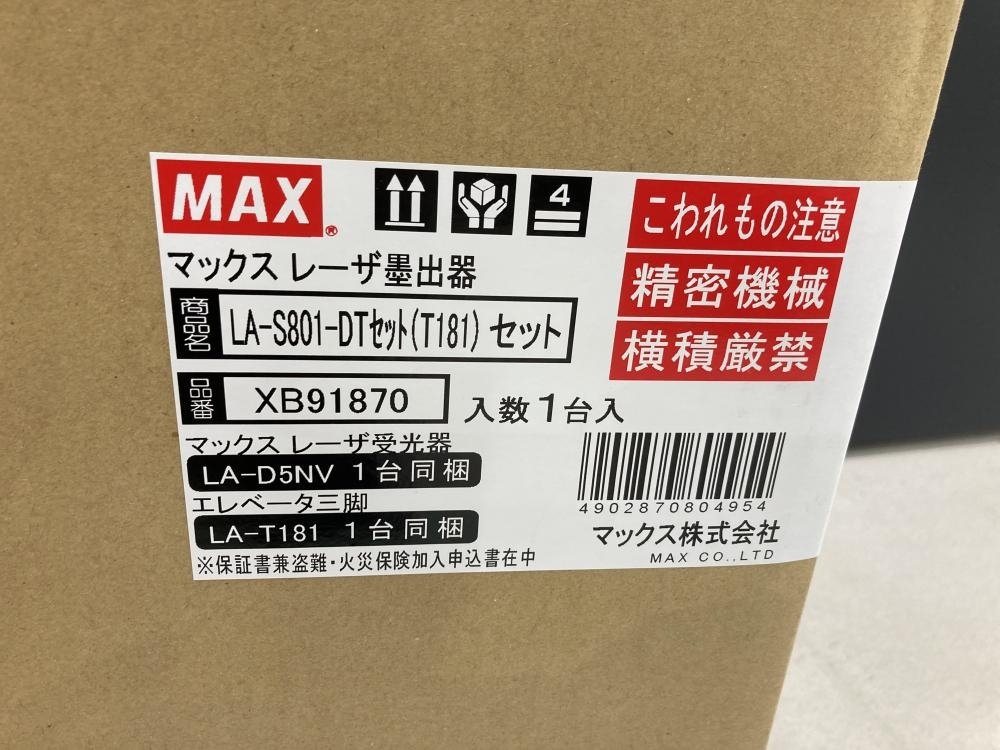 MAX®
4
こわれもの注意
精密機械
横積厳禁
マックス レーザ墨出器
商品名 LA-S801-DTセット(T181) セット
品番 XB91870 入数1台入
マックス レーザ受光器
LA-D5NV 1台同梱
エレベータ三脚
LA-T181 1台同梱
※保証書兼盗難・火災保険加入申込書在中
4902870804954
マックス株式会社
MAX CO.,LTD